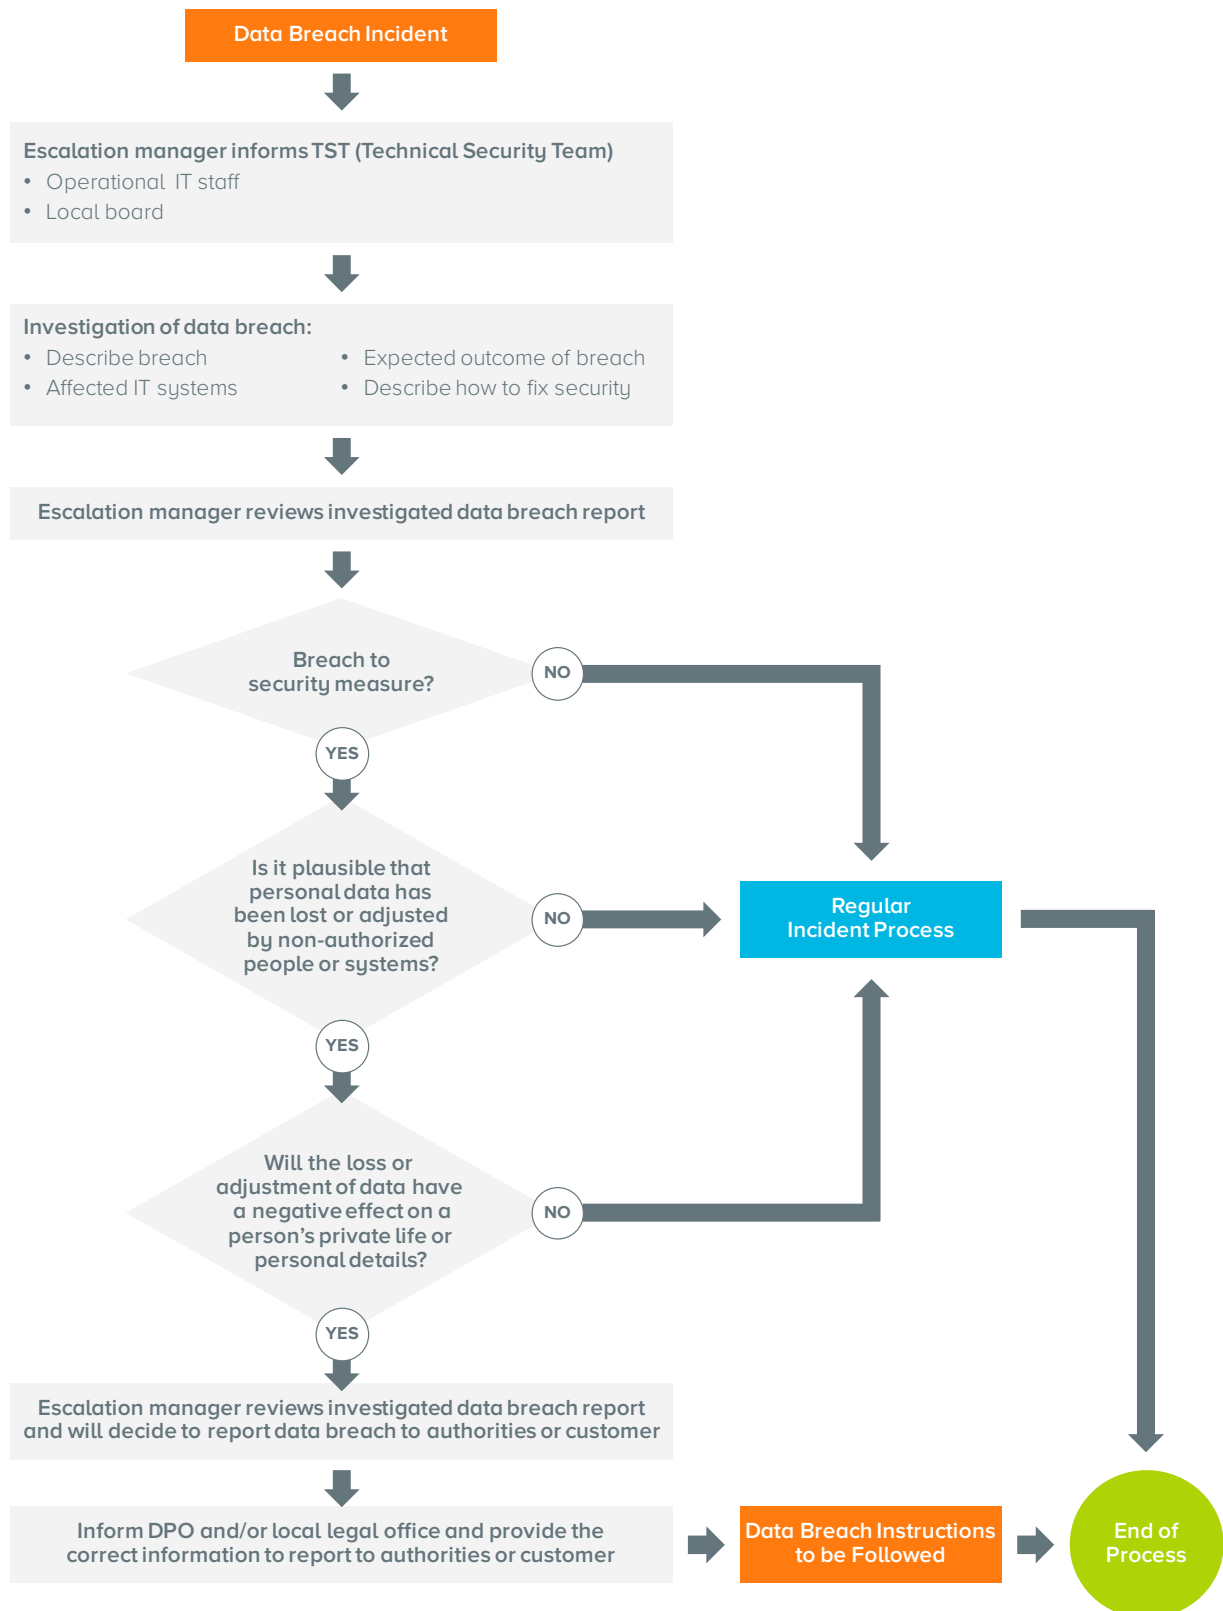 Data Breach Incident
Escalation manager informs TST (Technical Security Team)
• Operational IT staff
• Local board
Investigation of data breach:
• Describe breach
• Affected IT systems
• Expected outcome of breach
• Describe how to fix security
Escalation manager reviews investigated data breach report
Breach to
security measure?
NO
YES
Is it plausible that
personal data has
been lost or adjusted
by non-authorized
people or systems?
NO
Regular
Incident Process
YES
Will the loss or
adjustment of data have
a negative effect on a
person's private life or
personal details?
NO
YES
Escalation manager reviews investigated data breach report
and will decide to report data breach to authorities or customer
Inform DPO and/or local legal office and provide the
correct information to report to authorities or customer
Data Breach Instructions
to be Followed
End of
Process